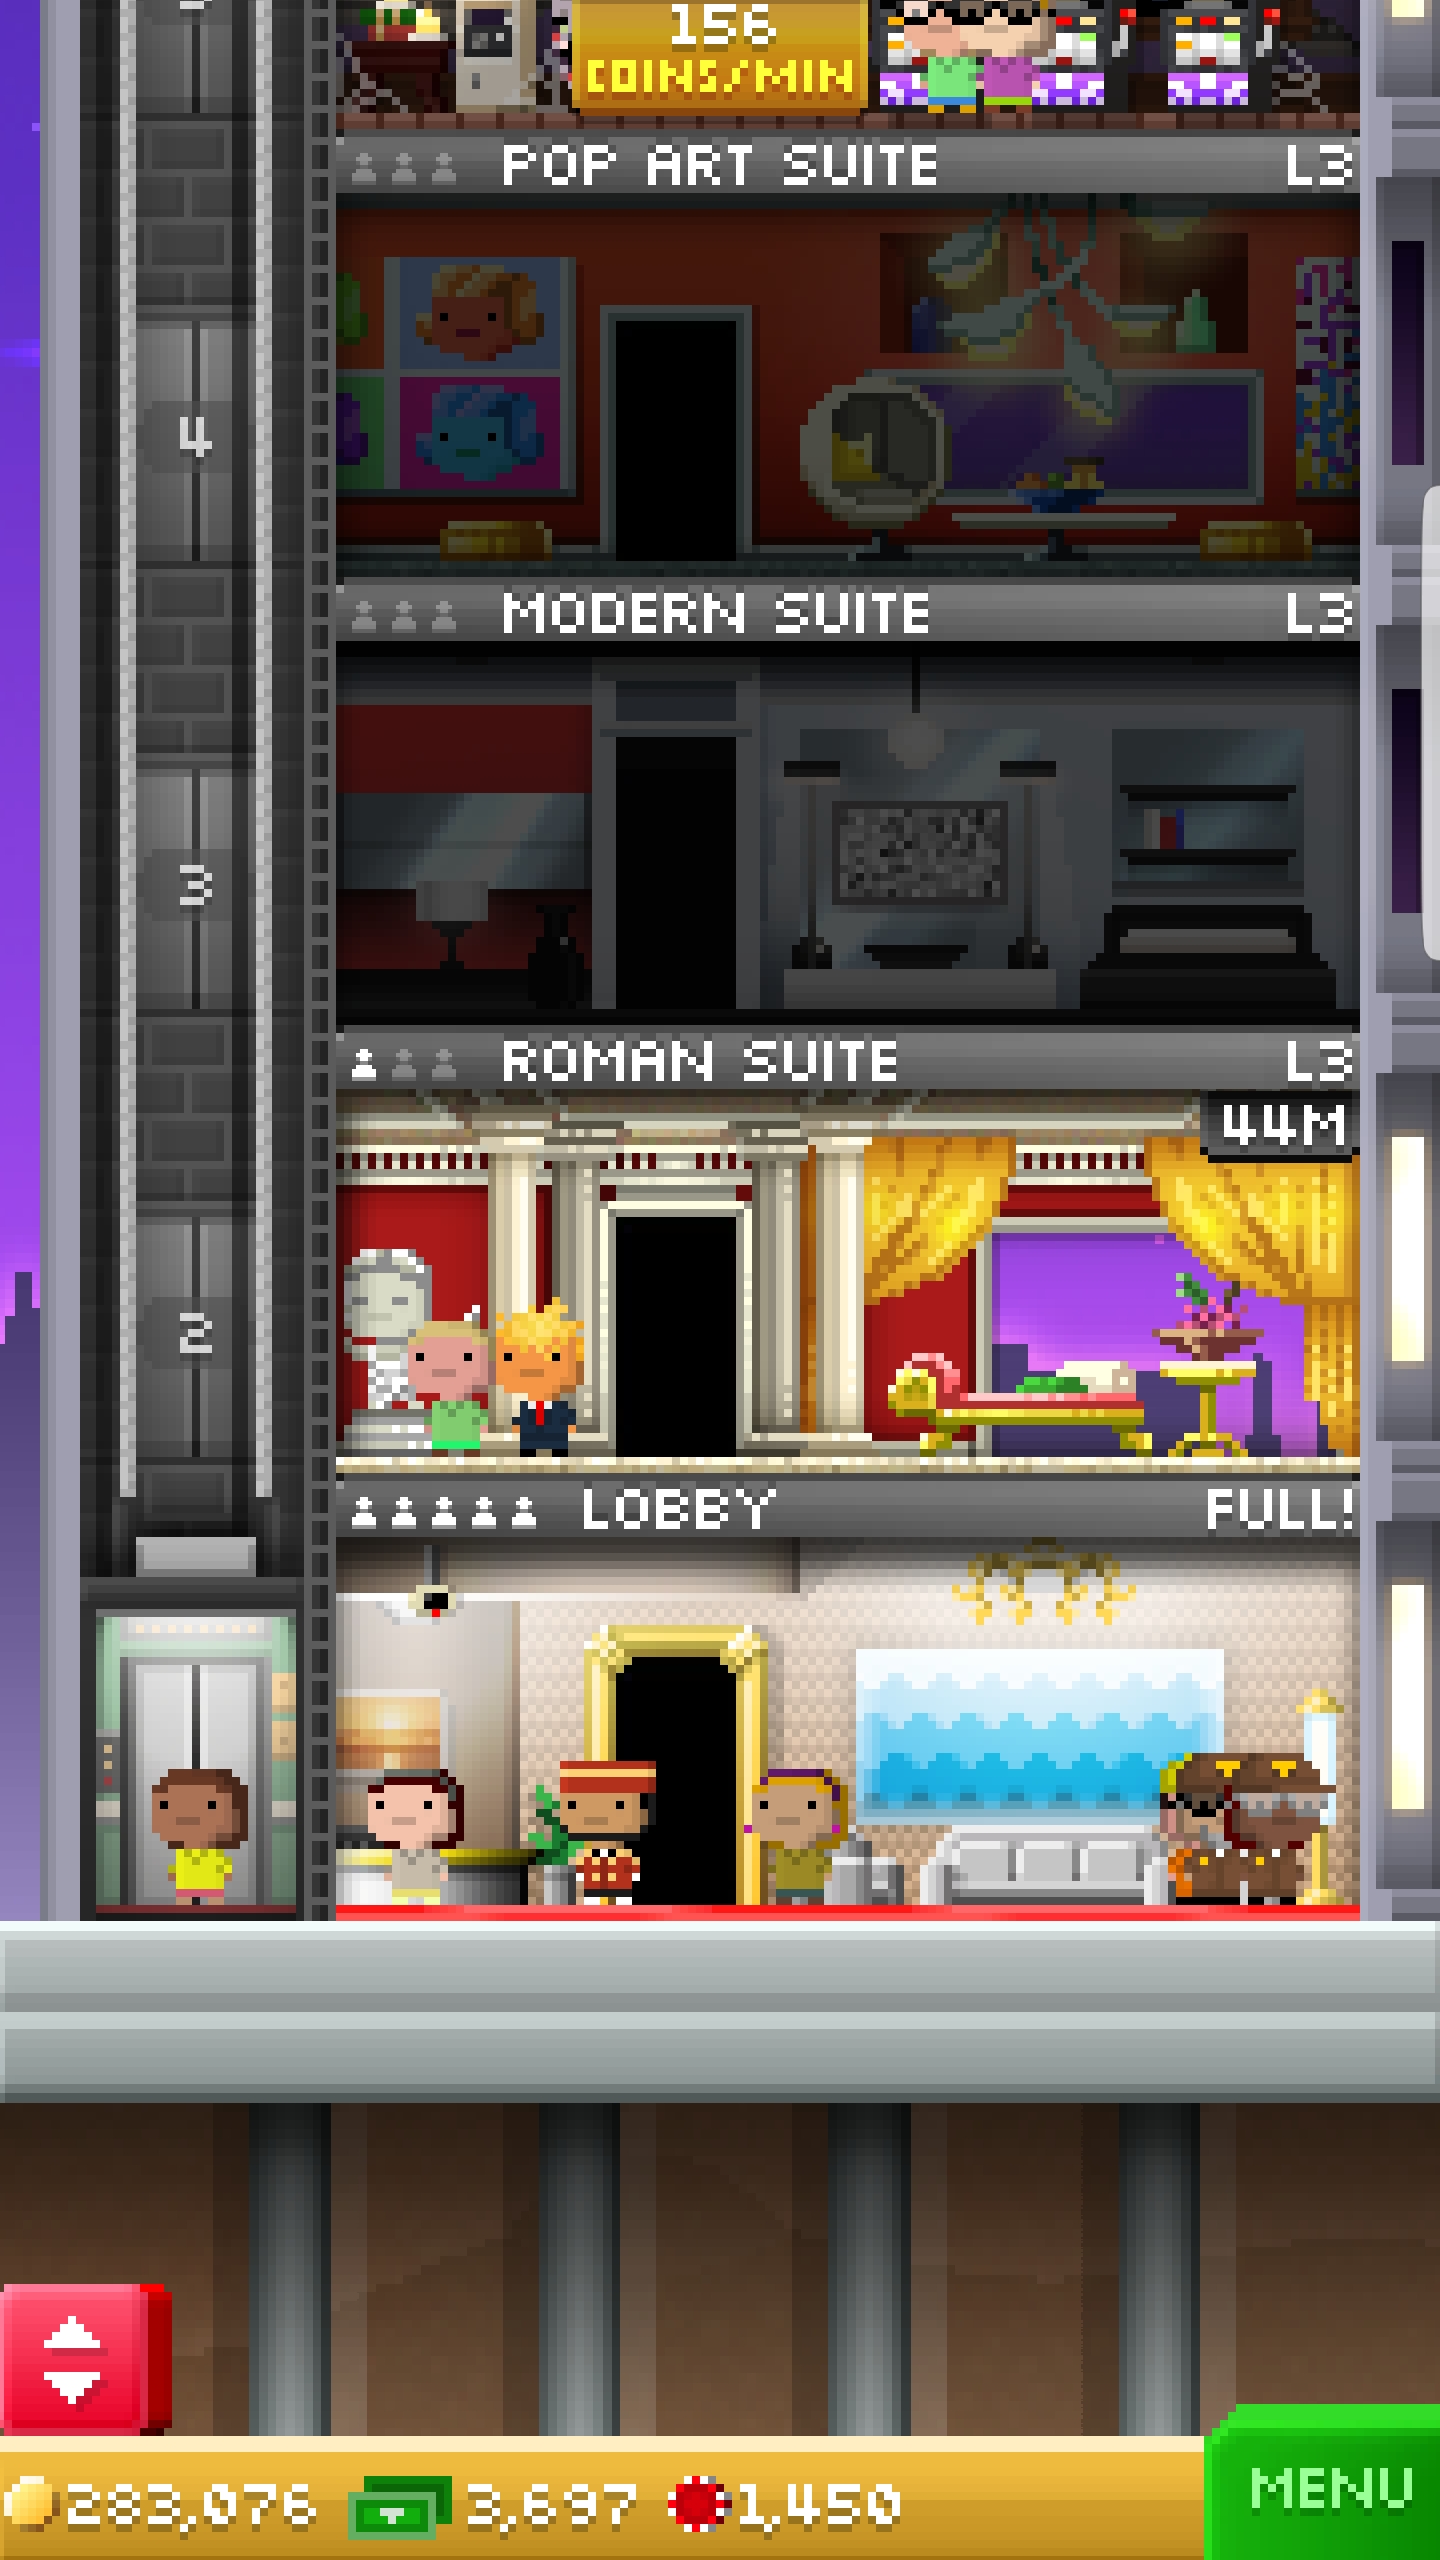 156
COINS/MIN
POP ART SUITE L3
4
MODERN SUITE L3
3
ROMAN SUITE L3
44M
2
LOBBY FULL!
283,076 3,697 1,450
MENU